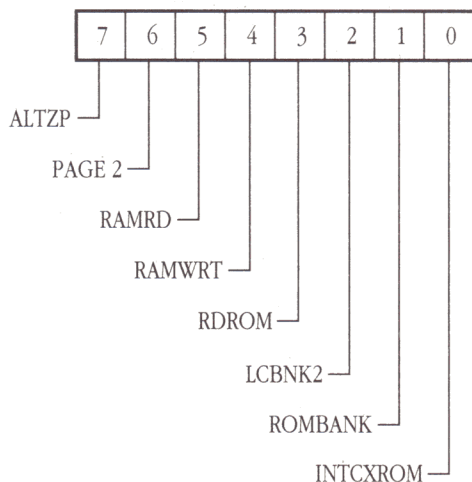 7 6 5 4 3 2 1 0
ALTZP
PAGE 2
RAMRD
RAMWRT
RDROM
LCBNK2
ROMBANK
INTCXROM